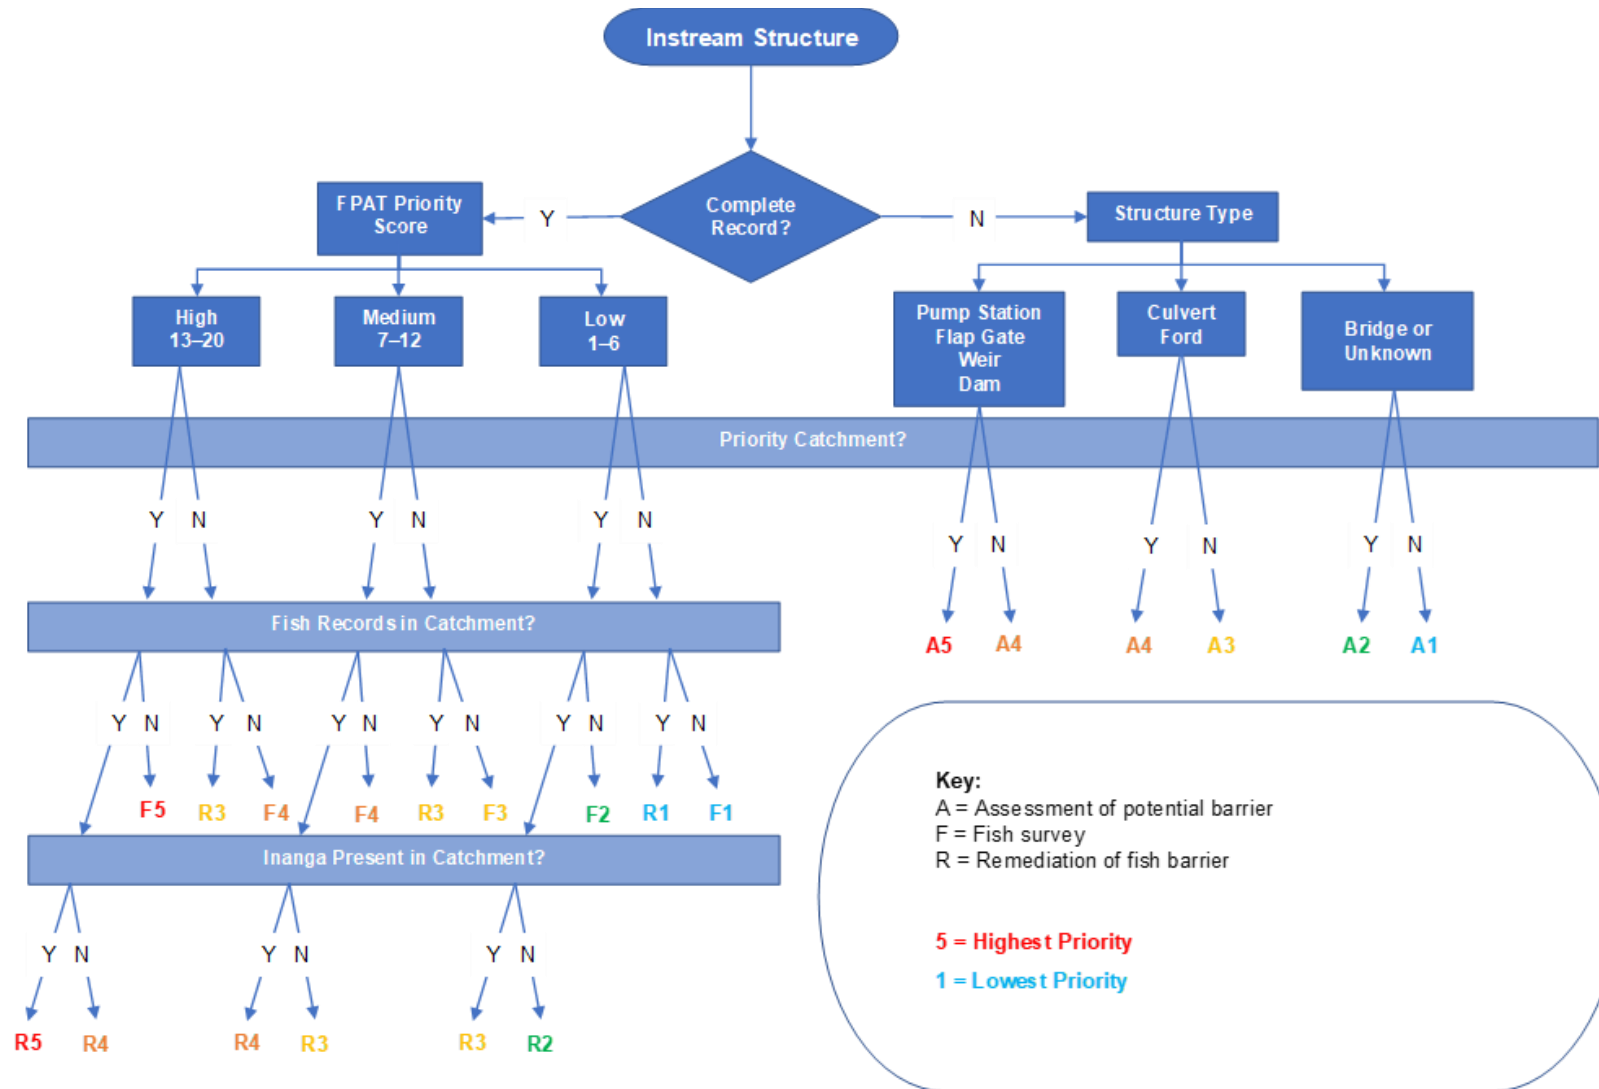 Instream Structure
Complete
Record?
Y
N
FPAT Priority
Score
Structure Type
High
13–20
Medium
7–12
Low
1–6
Pump Station
Flap Gate
Weir
Dam
Culvert
Ford
Bridge or
Unknown
Priority Catchment?
Y N
Y N
Y N
Y N
Y N
Y N
A5
A4
A4
A3
A2
A1
Fish Records in Catchment?
Y N
Y N
Y N
Y N
Y N
Y N
F5
R3
F4
F4
R3
F3
F2
R1
F1
Inanga Present in Catchment?
Y N
Y N
Y N
R5
R4
R4
R3
R3
R2
Key:
A = Assessment of potential barrier
F = Fish survey
R = Remediation of fish barrier
5 = Highest Priority
1 = Lowest Priority